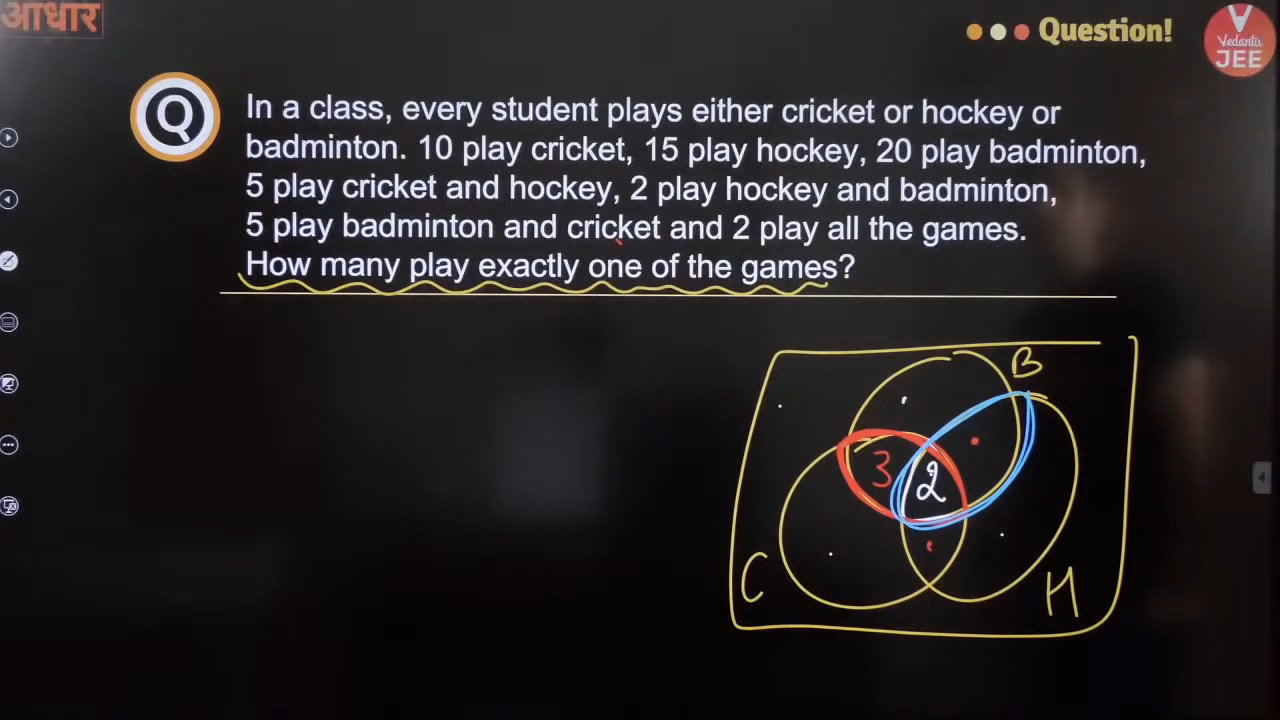 आधार
Question!
Vedantu
JEE
Q
In a class, every student plays either cricket or hockey or
badminton. 10 play cricket, 15 play hockey, 20 play badminton,
5 play cricket and hockey, 2 play hockey and badminton,
5 play badminton and cricket and 2 play all the games.
How many play exactly one of the games?
B
3
2
C
H